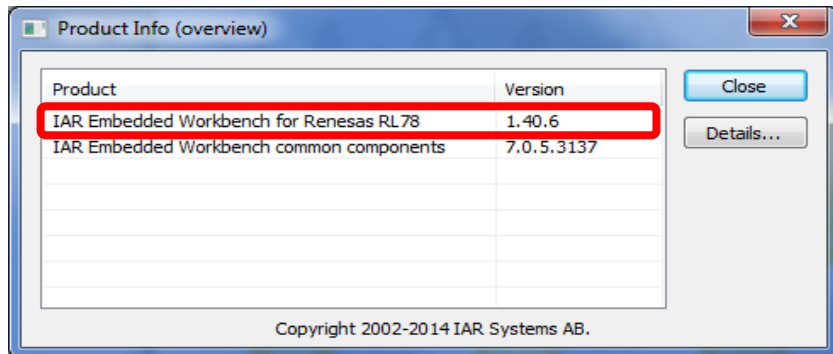 Product Info (overview)
Product Version Close
IAR Embedded Workbench for Renesas RL78 1.40.6
Details...
IAR Embedded Workbench common components 7.0.5.3137
Copyright 2002-2014 IAR Systems AB.